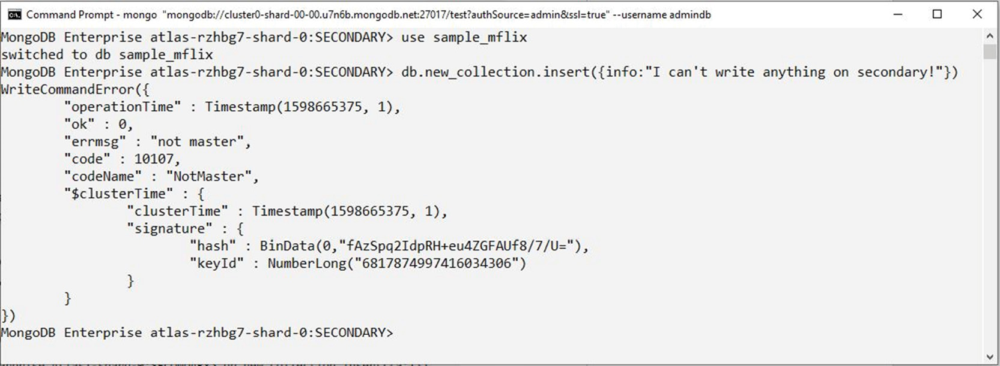 Command Prompt - mongo "mongodb://cluster0-shard-00-00.u7n6b.mongodb.net:27017/test?authSource=admin&ssl=true" --username admindb
MongoDB Enterprise atlas-rzhbg7-shard-0:SECONDARY> use sample_mflix
switched to db sample_mflix
MongoDB Enterprise atlas-rzhbg7-shard-0:SECONDARY> db.new_collection.insert({info:"I can't write anything on secondary!"})
WriteCommandError({
"operationTime" : Timestamp(1598665375, 1),
"ok" : 0,
"errmsg" : "not master",
"code" : 10107,
"codeName" : "NotMaster",
"$clusterTime" : {
"clusterTime" : Timestamp(1598665375, 1),
"signature" : {
"hash" : BinData(0,"fAzSpq2IdpRH+eu4ZGFAUf8/7/U="),
"keyId" : NumberLong("6817874997416034306")
}
}
})
MongoDB Enterprise atlas-rzhbg7-shard-0:SECONDARY>